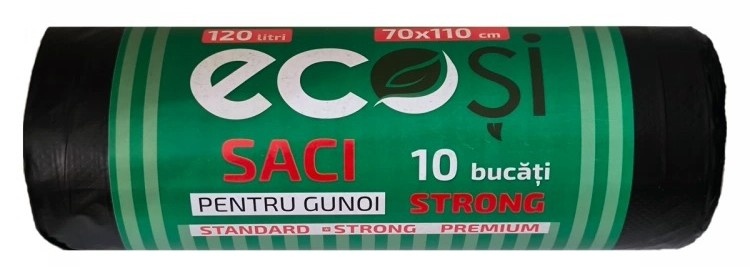 120 litri 70x110 cm
ecoși
SACI 10 bucăți
PENTRU GUNOI STRONG
STANDARD STRONG PREMIUM